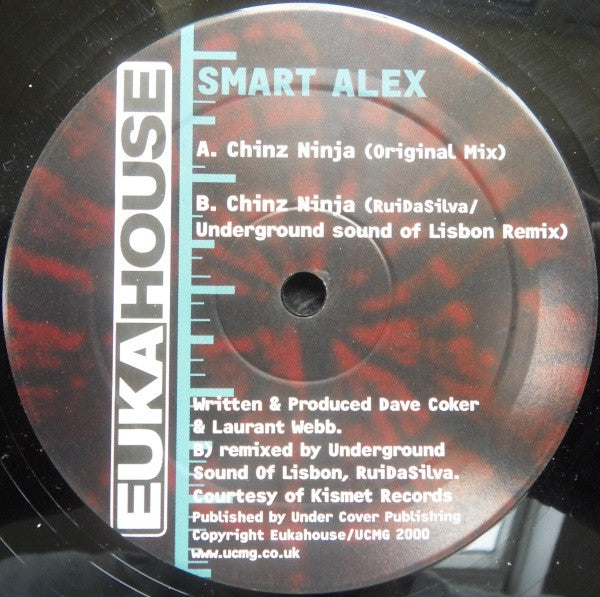 EUKAHOUSE
SMART ALEX
A. Chinz Ninja (Original Mix)
B. Chinz Ninja (RuiDaSilva/
Underground sound of Lisbon Remix)
Written & Produced Dave Coker
& Laurant Webb.
B) remixed by Underground
Sound Of Lisbon, RuiDaSilva.
Courtesy of Kismet Records
Published by Under Cover Publishing
Copyright Eukahouse/UCMG 2000
www.ucmg.co.uk